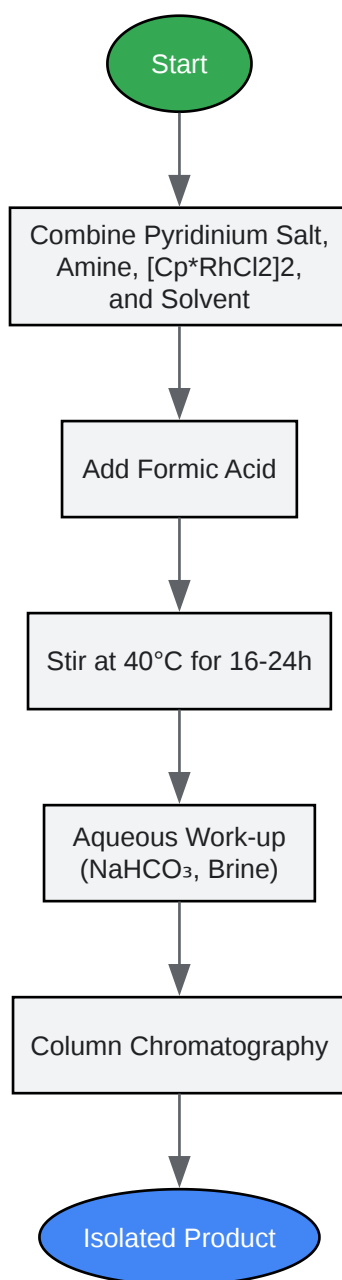 Start
Combine Pyridinium Salt,
Amine, [Cp*RhCl2]2,
and Solvent
Add Formic Acid
Stir at 40°C for 16-24h
Aqueous Work-up
(NaHCO₃, Brine)
Column Chromatography
Isolated Product